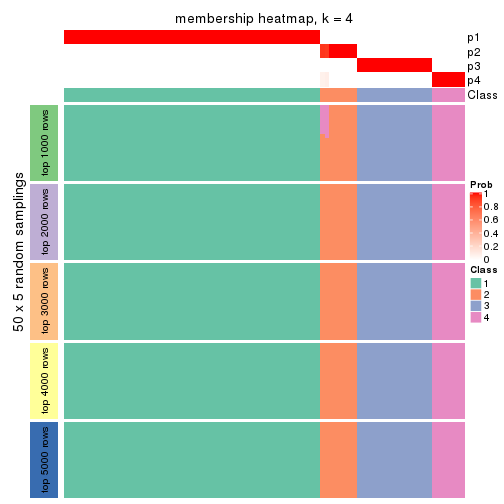 membership heatmap, k = 4
p1
p2
p3
p4
Class
50 x 5 random samplings
top 1000 rows
top 2000 rows
top 3000 rows
top 4000 rows
top 5000 rows
Prob
1
0.8
0.6
0.4
0.2
0
Class
1
2
3
4